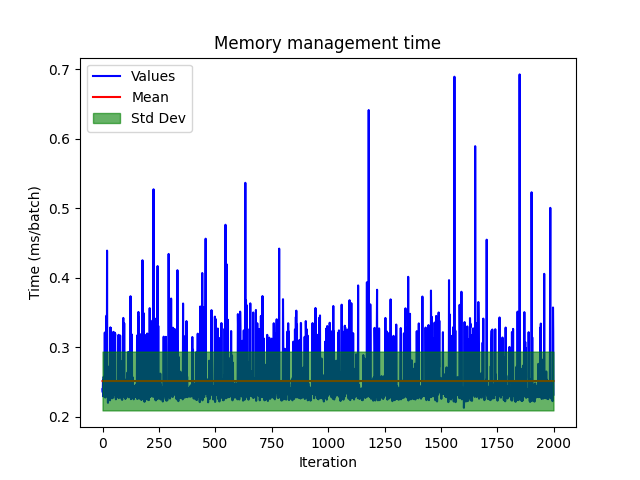 Memory management time
Values
Mean
Std Dev
Time (ms/batch)
0.7
0.6
0.5
0.4
0.3
0.2
0
250
500
750
1000
1250
1500
1750
2000
Iteration